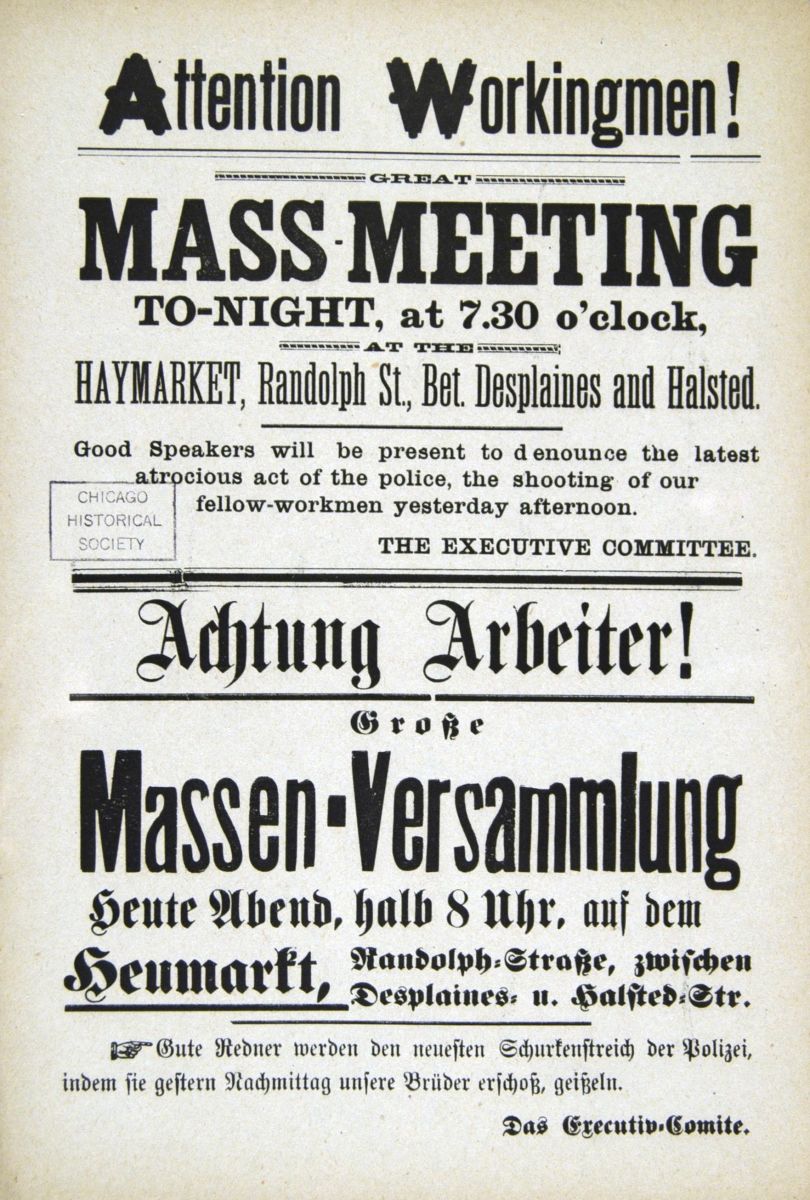 Attention Workingmen!
GREAT
MASS-MEETING
TO-NIGHT, at 7.30 o'clock,
AT THE
HAYMARKET, Randolph St., Bet. Desplaines and Halsted.
Good Speakers will be present to denounce the latest
atrocious act of the police, the shooting of our
fellow-workmen yesterday afternoon.
CHICAGO
HISTORICAL
SOCIETY
THE EXECUTIVE COMMITTEE.
Achtung Arbeiter!
Große
Massen-Versammlung
Heute Abend, halb 8 Uhr, auf dem
Heumarkt, Randolph-Straße, zwischen
Desplaines- u. Halsted-Str.
Gute Redner werden den neuesten Schurkenstreich der Polizei,
indem sie gestern Nachmittag unsere Brüder erschoß, geißeln.
Das Executiv-Comite.